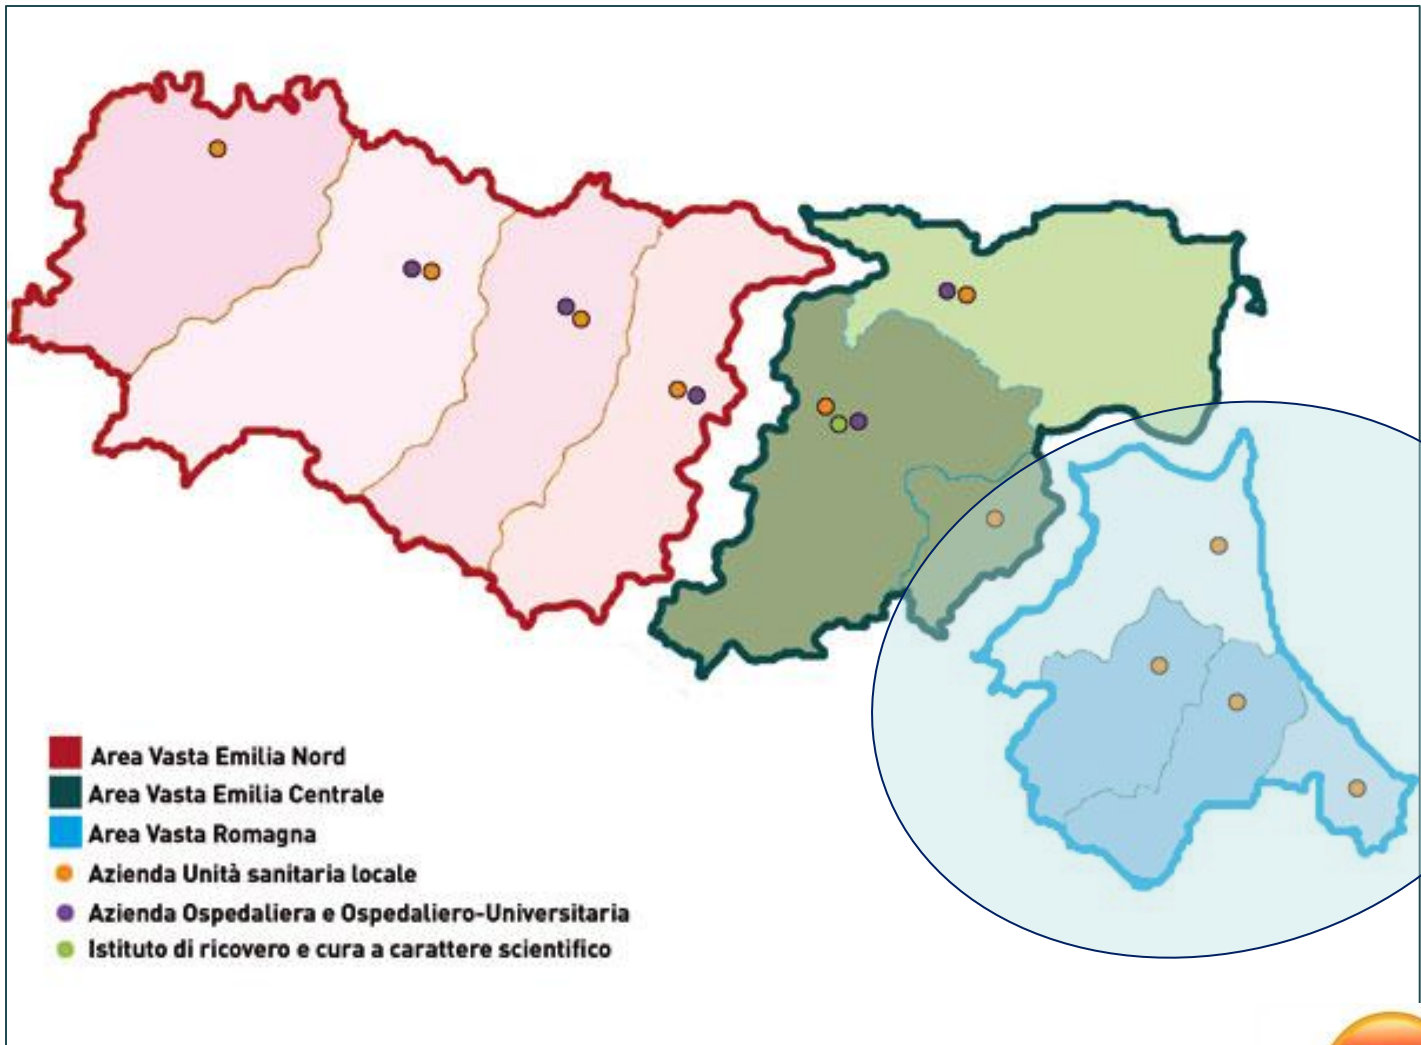 Area Vasta Emilia Nord
Area Vasta Emilia Centrale
Area Vasta Romagna
Azienda Unità sanitaria locale
Azienda Ospedaliera e Ospedaliero-Universitaria
Istituto di ricovero e cura a carattere scientifico